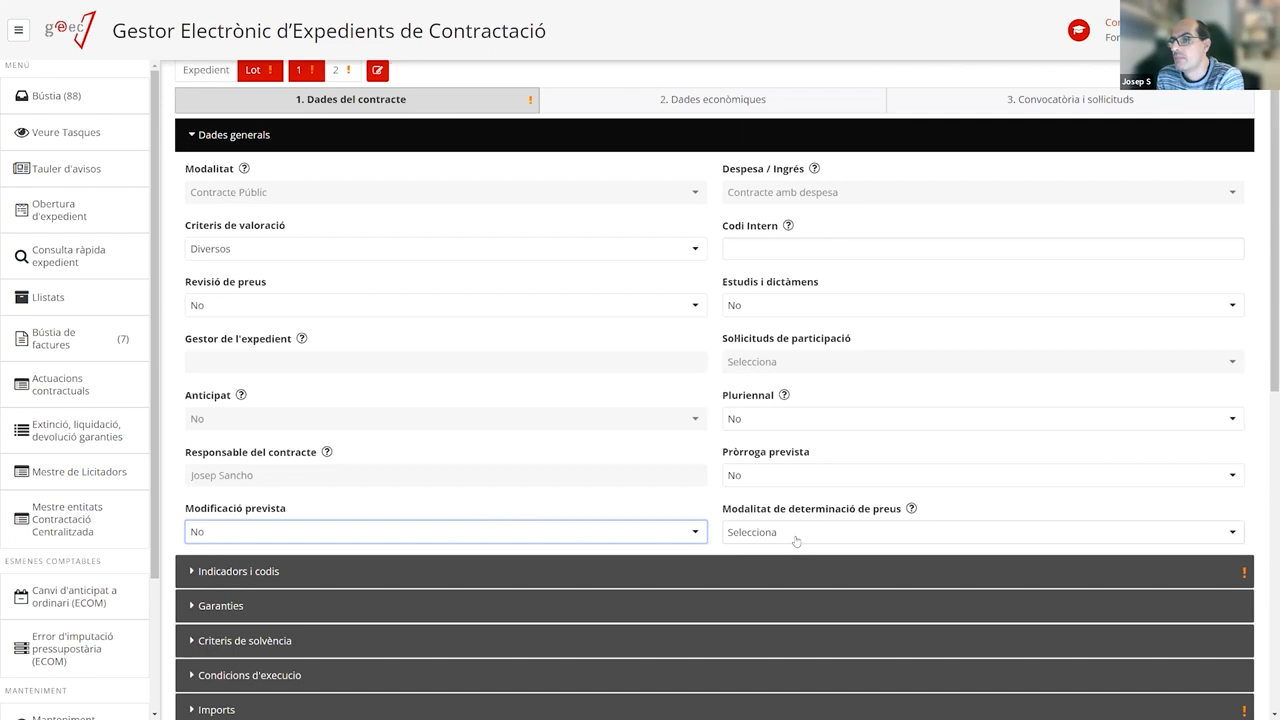 geec
Gestor Electrònic d'Expedients de Contractació
Con
For
Josep S
MENÚ
Bústia (88)
Veure Tasques
Tauler d'avisos
Obertura
d'expedient
Consulta ràpida
expedient
Llistats
Bústia de
factures
(7)
Actuacions
contractuals
Extinció, liquidació,
devolució garanties
Mestre de Licitadors
Mestre entitats
Contractació
Centralitzada
ESMENES COMPTABLES
Canvi d'anticipat a
ordinari (ECOM)
Error d'imputació
pressupostària
(ECOM)
MANTENIMENT
Manteniment
Expedient Lot ! 1 ! 2 !
1. Dades del contracte !
2. Dades econòmiques
3. Convocatòria i sol·licituds
Dades generals
Modalitat ?
Despesa / Ingrés ?
Contracte Públic
Contracte amb despesa
Criteris de valoració
Codi Intern ?
Diversos
Revisió de preus
Estudis i dictàmens
No
No
Gestor de l'expedient ?
Sol·licituds de participació
Selecciona
Anticipat ?
Pluriennal ?
No
No
Responsable del contracte ?
Pròrroga prevista
Josep Sancho
No
Modificació prevista
Modalitat de determinació de preus ?
No
Selecciona
Indicadors i codis !
Garanties
Criteris de solvència
Condicions d'execucio
Imports !